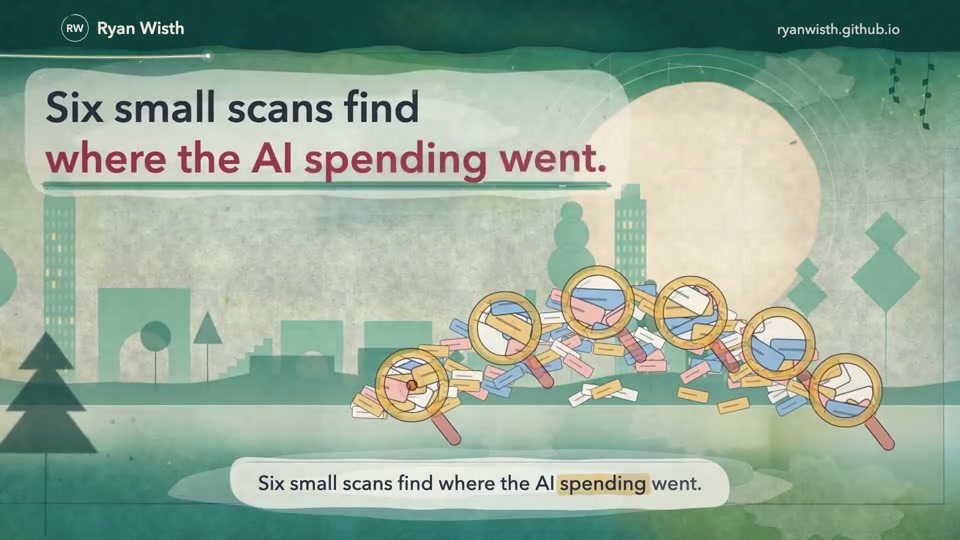 RW Ryan Wisth
ryanwisth.github.io
Six small scans find
where the AI spending went.
Six small scans find where the AI spending went.